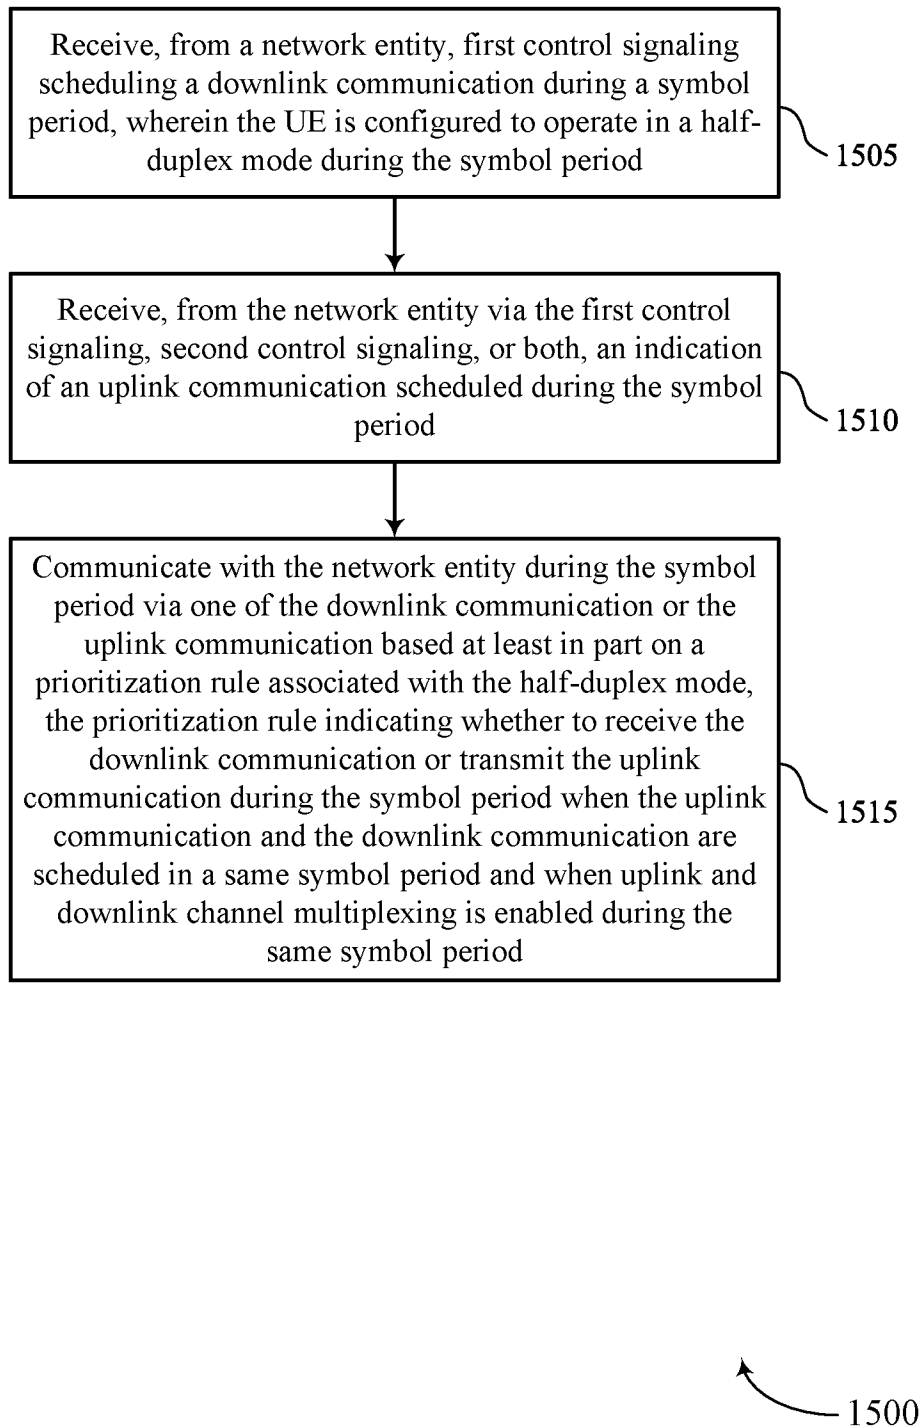 Receive, from a network entity, first control signaling
scheduling a downlink communication during a symbol
period, wherein the UE is configured to operate in a half-
duplex mode during the symbol period
1505
Receive, from the network entity via the first control
signaling, second control signaling, or both, an indication
of an uplink communication scheduled during the symbol
period
1510
Communicate with the network entity during the symbol
period via one of the downlink communication or the
uplink communication based at least in part on a
prioritization rule associated with the half-duplex mode,
the prioritization rule indicating whether to receive the
downlink communication or transmit the uplink
communication during the symbol period when the uplink
communication and the downlink communication are
scheduled in a same symbol period and when uplink and
downlink channel multiplexing is enabled during the
same symbol period
1515
1500